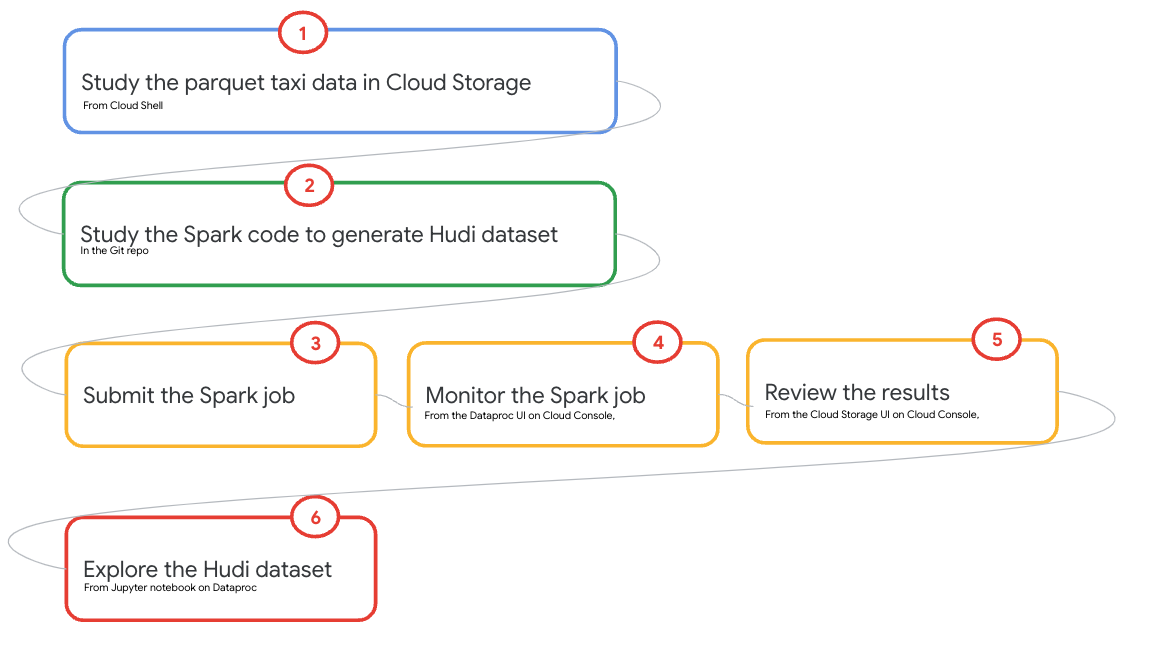 1
Study the parquet taxi data in Cloud Storage
From Cloud Shell
2
Study the Spark code to generate Hudi dataset
In the Git repo
3
Submit the Spark job
4
Monitor the Spark job
From the Dataproc UI on Cloud Console,
5
Review the results
From the Cloud Storage UI on Cloud Console,
6
Explore the Hudi dataset
From Jupyter notebook on Dataproc